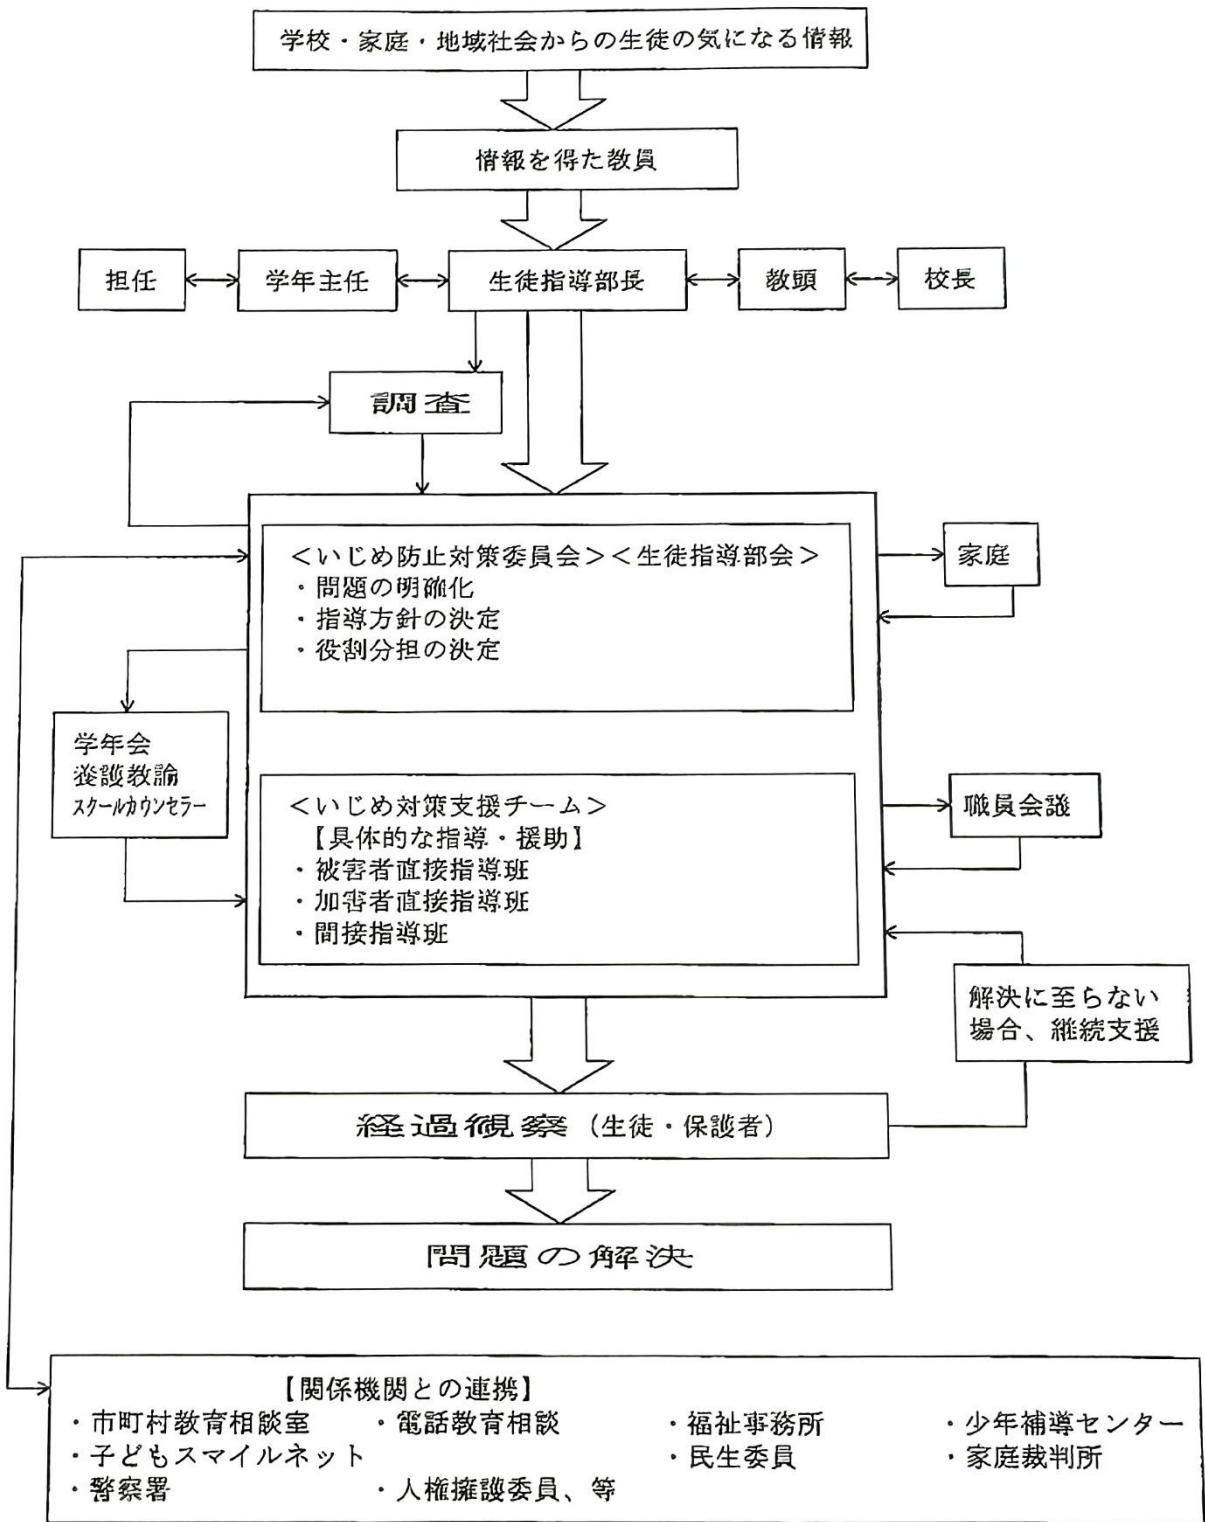 学校・家庭・地域社会からの生徒の気になる情報
情報を得た教員
担任
学年主任
生徒指導部長
教頭
校長
調査
<いじめ防止対策委員会><生徒指導部会>
・問題の明確化
・指導方針の決定
・役割分担の決定
家庭
学年会
養護教諭
スクールカウンセラー
<いじめ対策支援チーム>
【具体的な指導・援助】
・被害者直接指導班
・加害者直接指導班
・間接指導班
職員会議
解決に至らない
場合、継続支援
経過観察(生徒・保護者)
問題の解決
【関係機関との連携】
・市町村教育相談室 ・電話教育相談 ・福祉事務所 ・少年補導センター
・子どもスマイルネット ・民生委員 ・家庭裁判所
・警察署 ・人権擁護委員、等